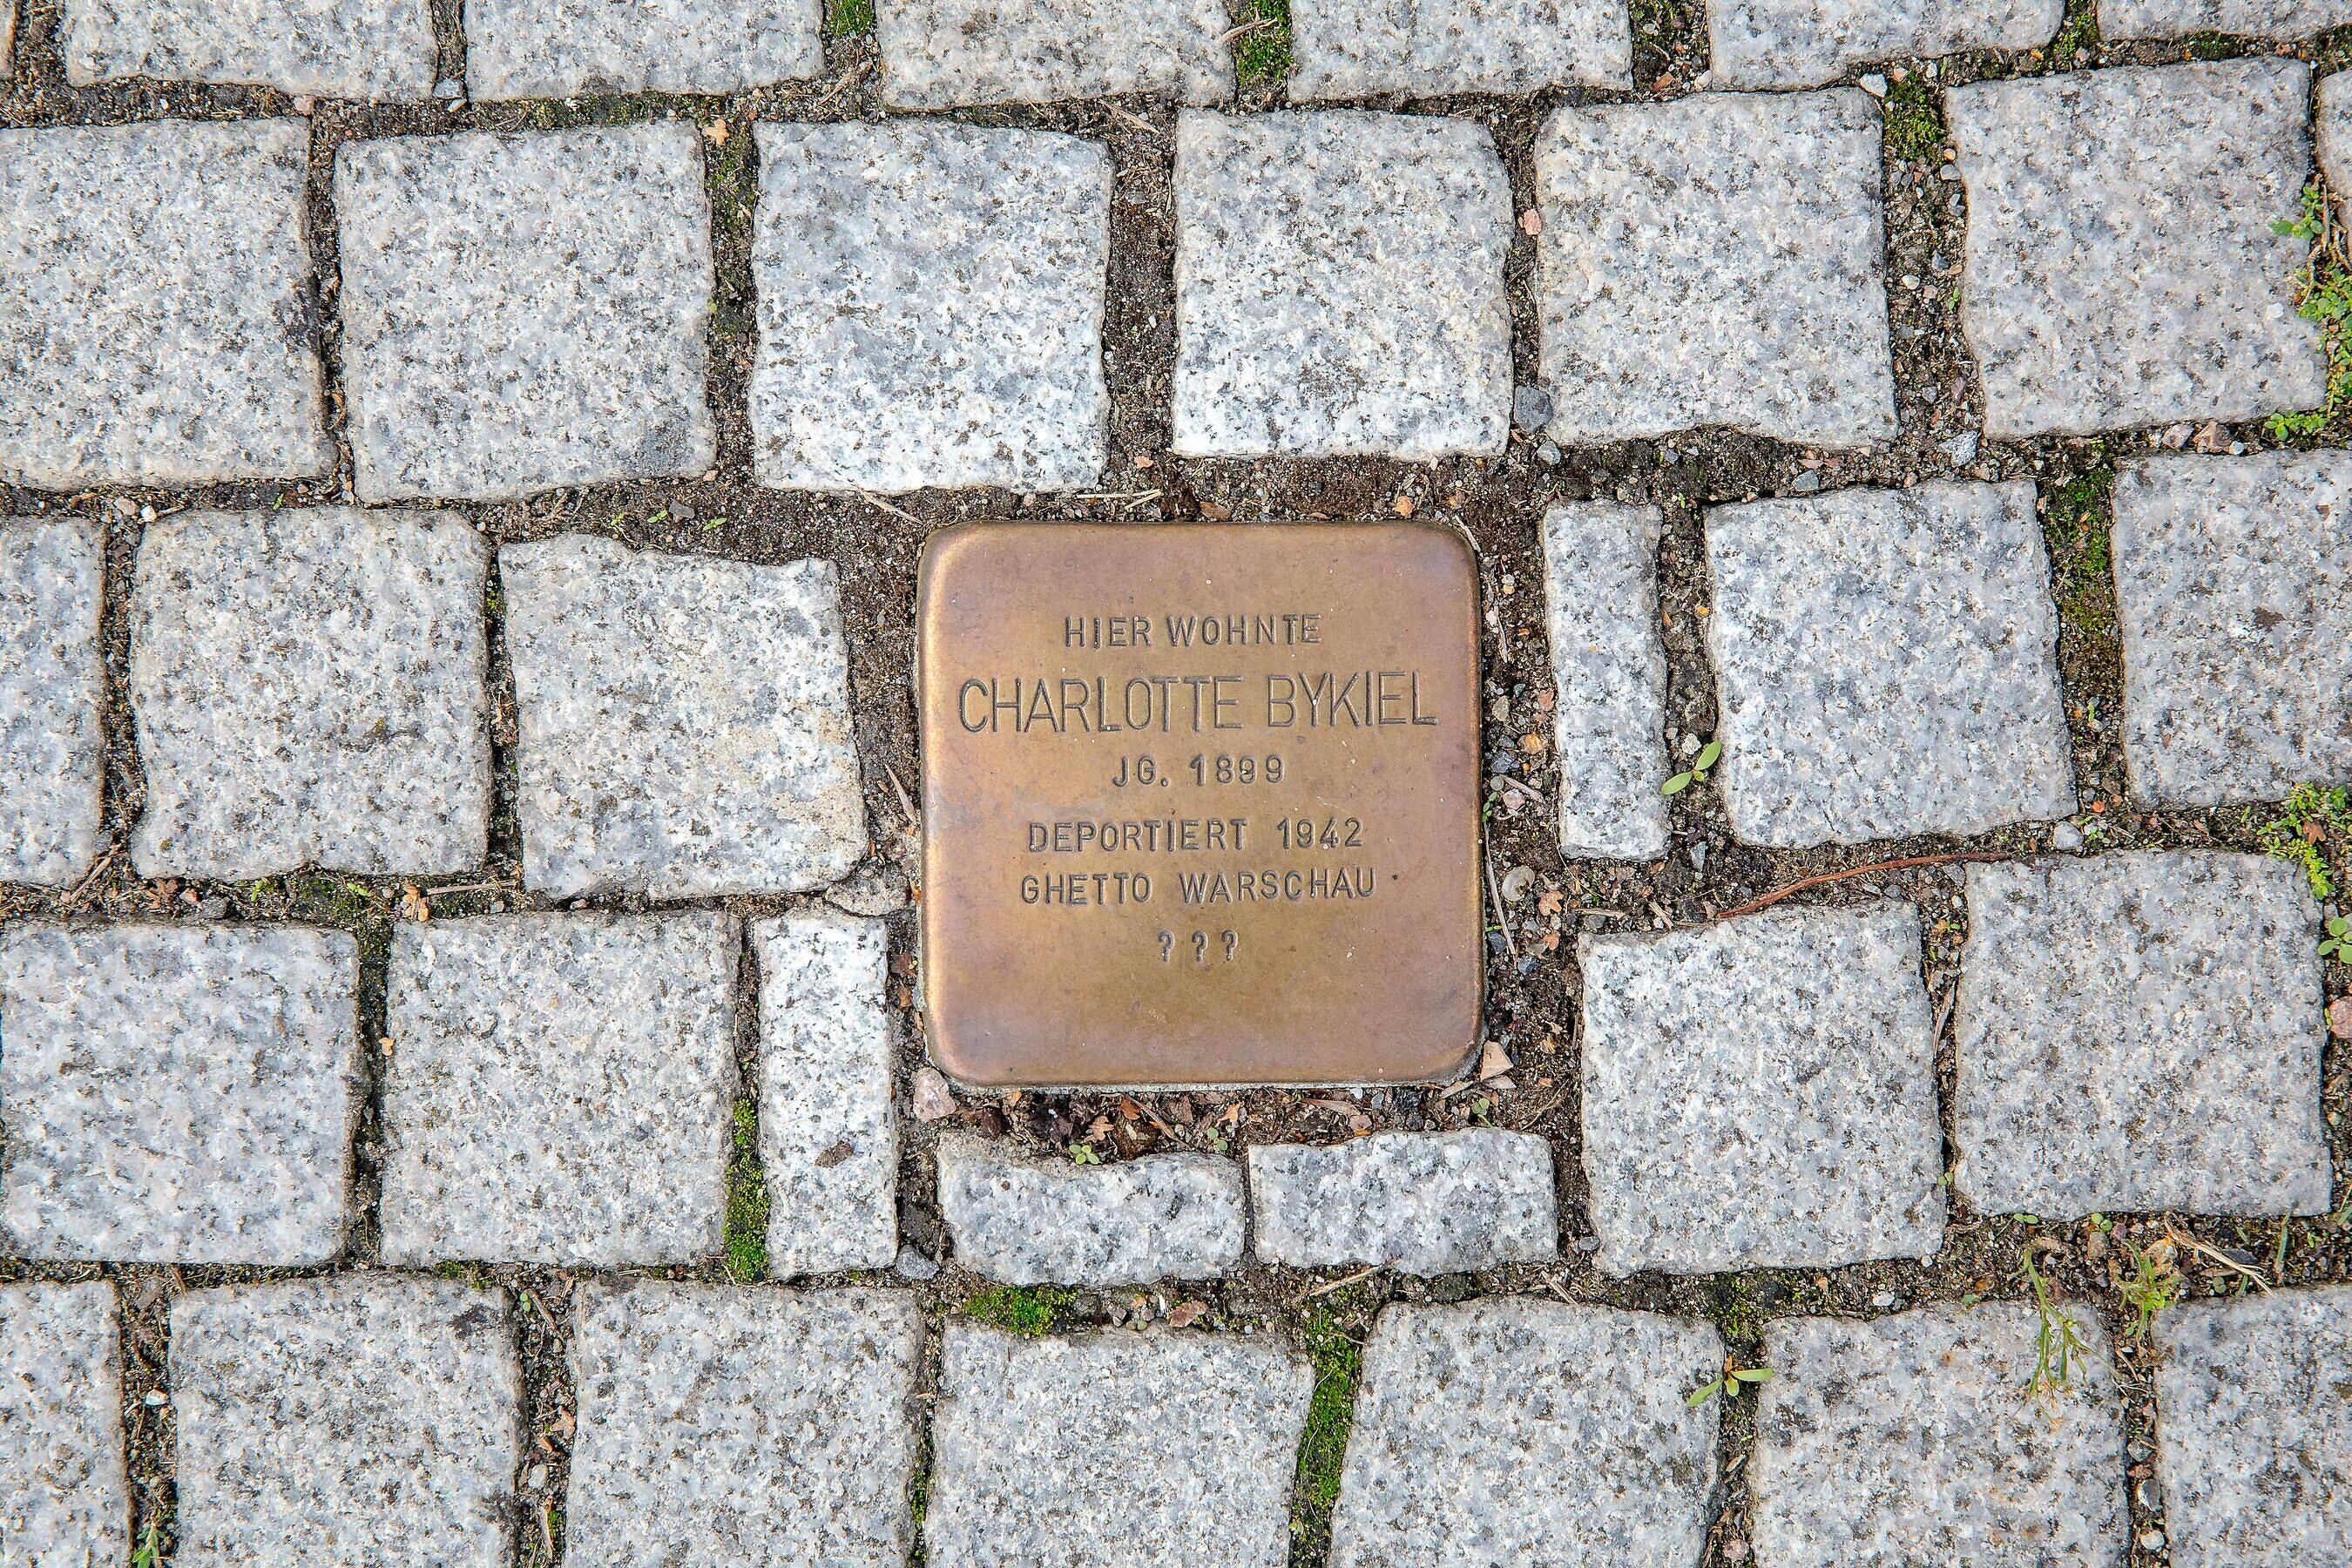 HIER WOHNTE
CHARLOTTE BYKIEL
JG. 1899
DEPORTIERT 1942
GHETTO WARSCHAU
? ? ?